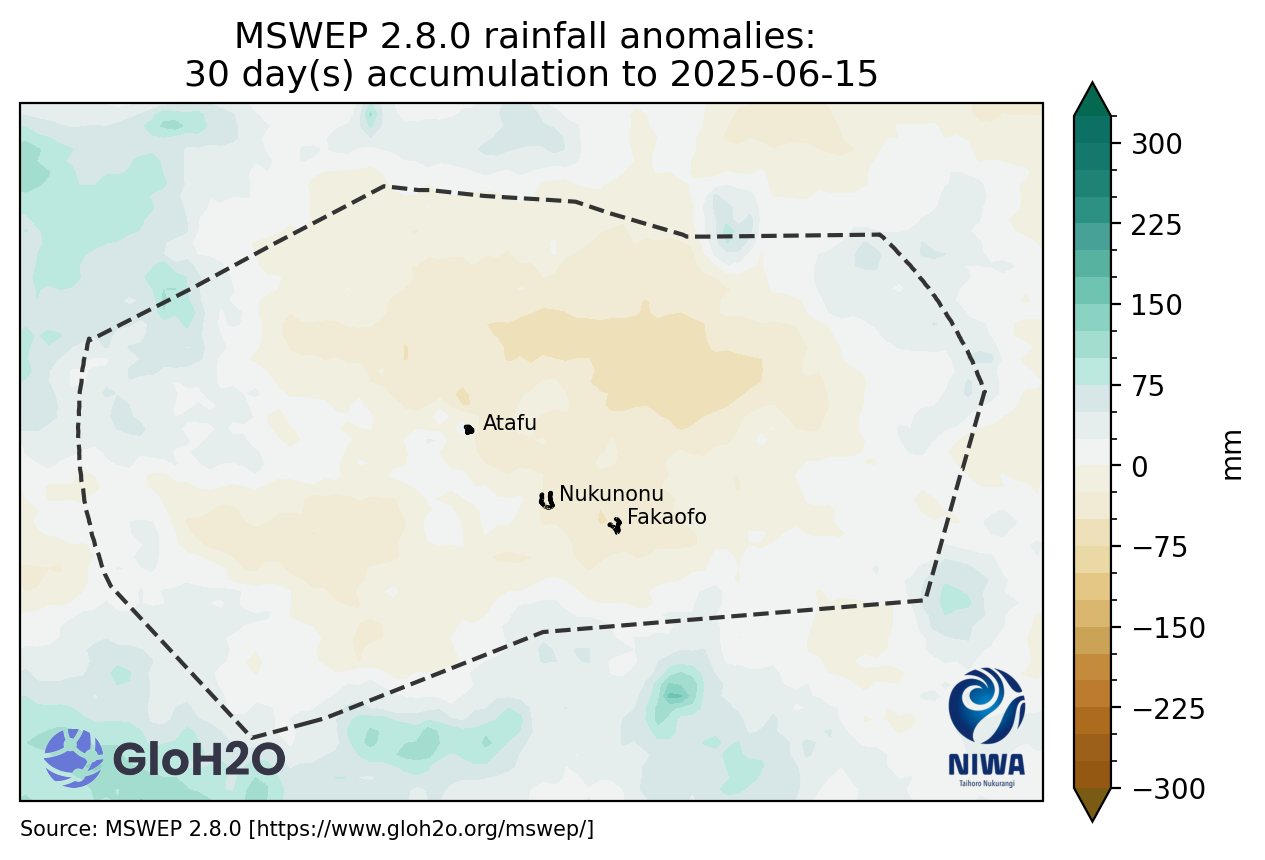 MSWEP 2.8.0 rainfall anomalies:
30 day(s) accumulation to 2025-06-15
300
225
150
75
0
−75
−150
−225
−300
mm
Atafu
Nukunonu
Fakaofo
GloH2O
NIWA
Taihoro Nukurangi
Source: MSWEP 2.8.0 [https://www.gloh2o.org/mswep/]